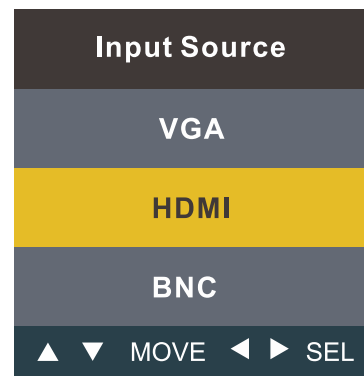 Input Source
VGA
HDMI
BNC
▲ ▼ MOVE ◀ ▶ SEL